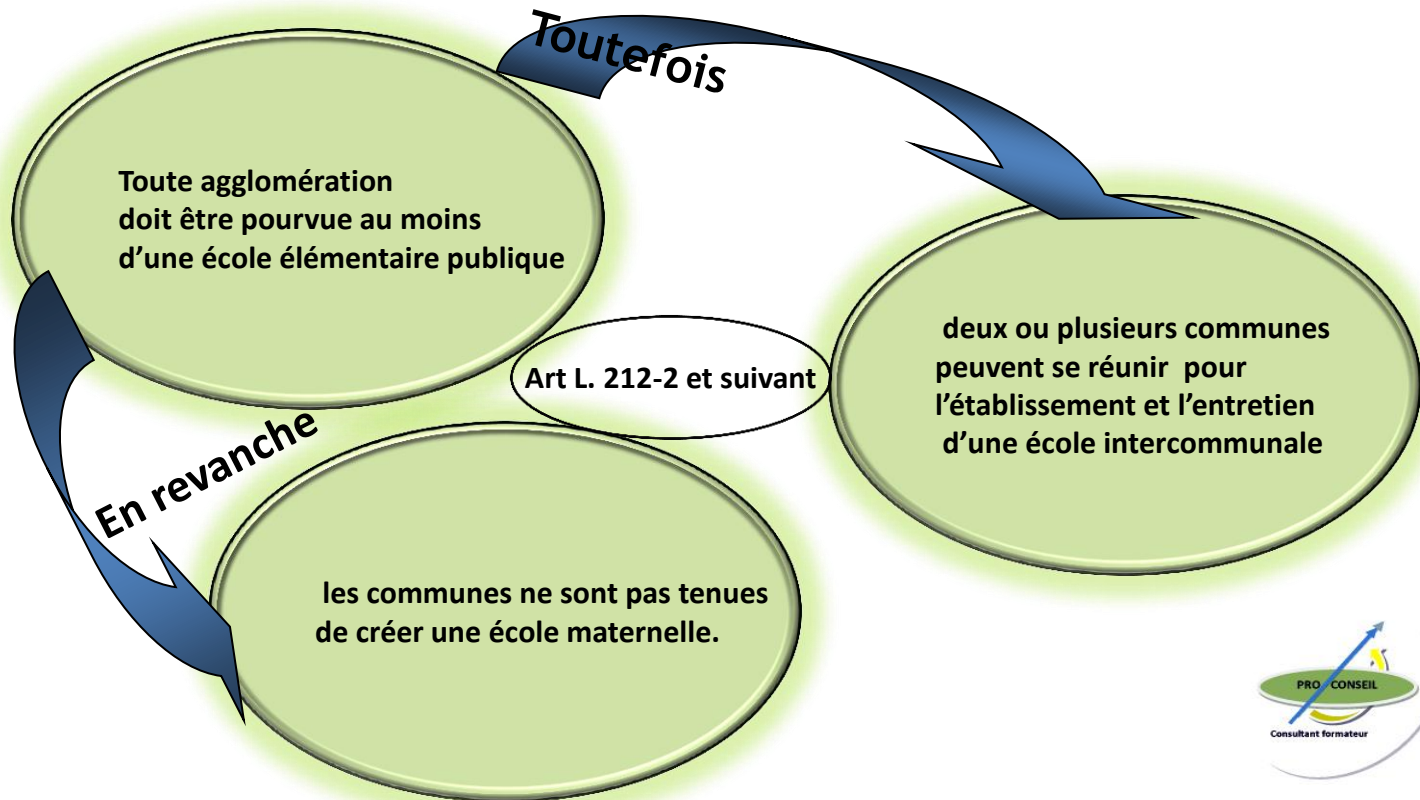 Toutefois
Toute agglomération
doit être pourvue au moins
d’une école élémentaire publique
deux ou plusieurs communes
peuvent se réunir pour
l’établissement et l’entretien
d’une école intercommunale
Art L. 212-2 et suivant
En revanche
les communes ne sont pas tenues
de créer une école maternelle.
PRO CONSEIL
Consultant formateur